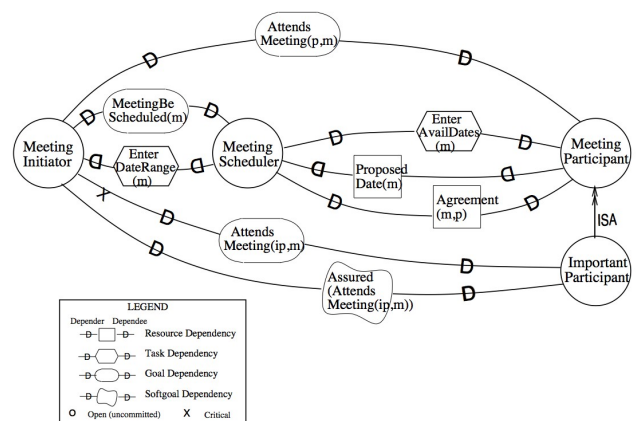 Attends
Meeting(p,m)
D
D
MeetingBe
Scheduled(m)
D
D
Meeting
Initiator
Enter
DateRange
(m)
D
D
Meeting
Scheduler
Enter
AvailDates
(m)
D
D
Meeting
Participant
Proposed
Date(m)
D
D
Agreement
(m,p)
D
D
X
ISA
Attends
Meeting(ip,m)
D
D
Important
Participant
Assured
(Attends
Meeting(ip,m))
D
D
LEGEND
Depender Dependee
D D Resource Dependency
D D Task Dependency
D D Goal Dependency
D D Softgoal Dependency
O Open (uncommitted) X Critical